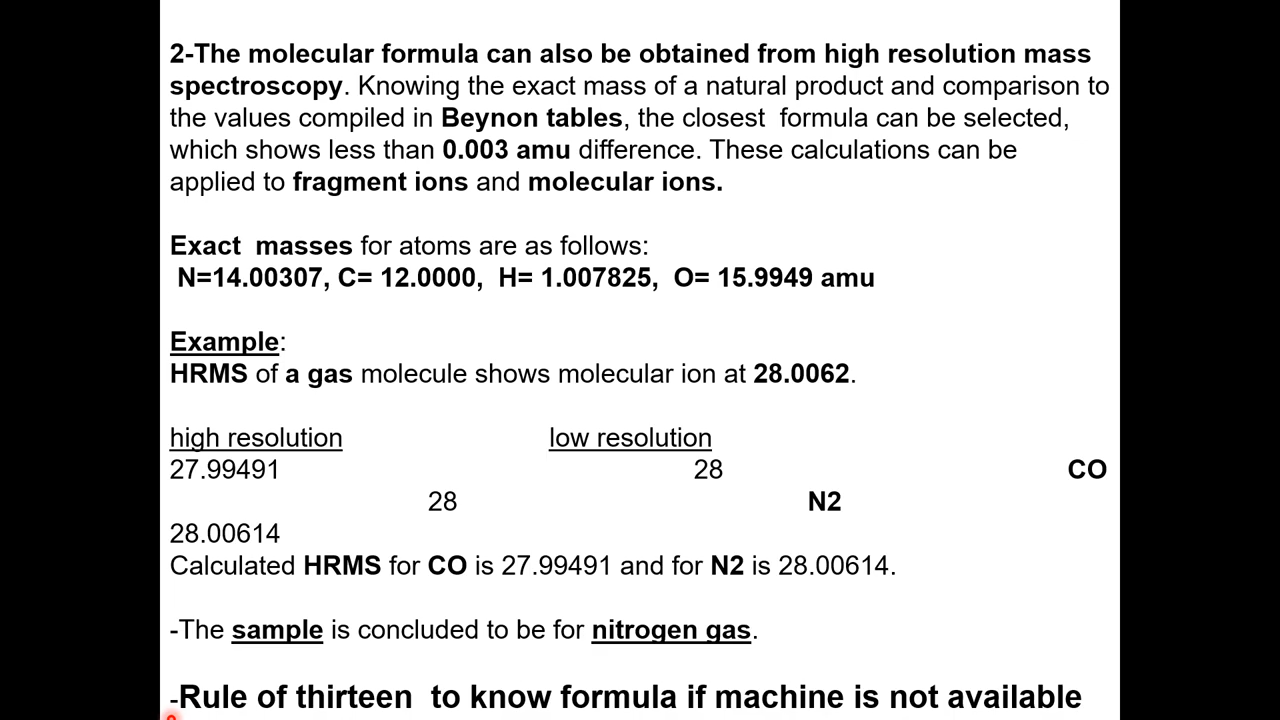 2-The molecular formula can also be obtained from high resolution mass
spectroscopy. Knowing the exact mass of a natural product and comparison to
the values compiled in Beynon tables, the closest formula can be selected,
which shows less than 0.003 amu difference. These calculations can be
applied to fragment ions and molecular ions.
Exact masses for atoms are as follows:
N=14.00307, C= 12.0000, H= 1.007825, O= 15.9949 amu
Example:
HRMS of a gas molecule shows molecular ion at 28.0062.
high resolution low resolution
27.99491 28 CO
28 N2
28.00614
Calculated HRMS for CO is 27.99491 and for N2 is 28.00614.
-The sample is concluded to be for nitrogen gas.
-Rule of thirteen to know formula if machine is not available